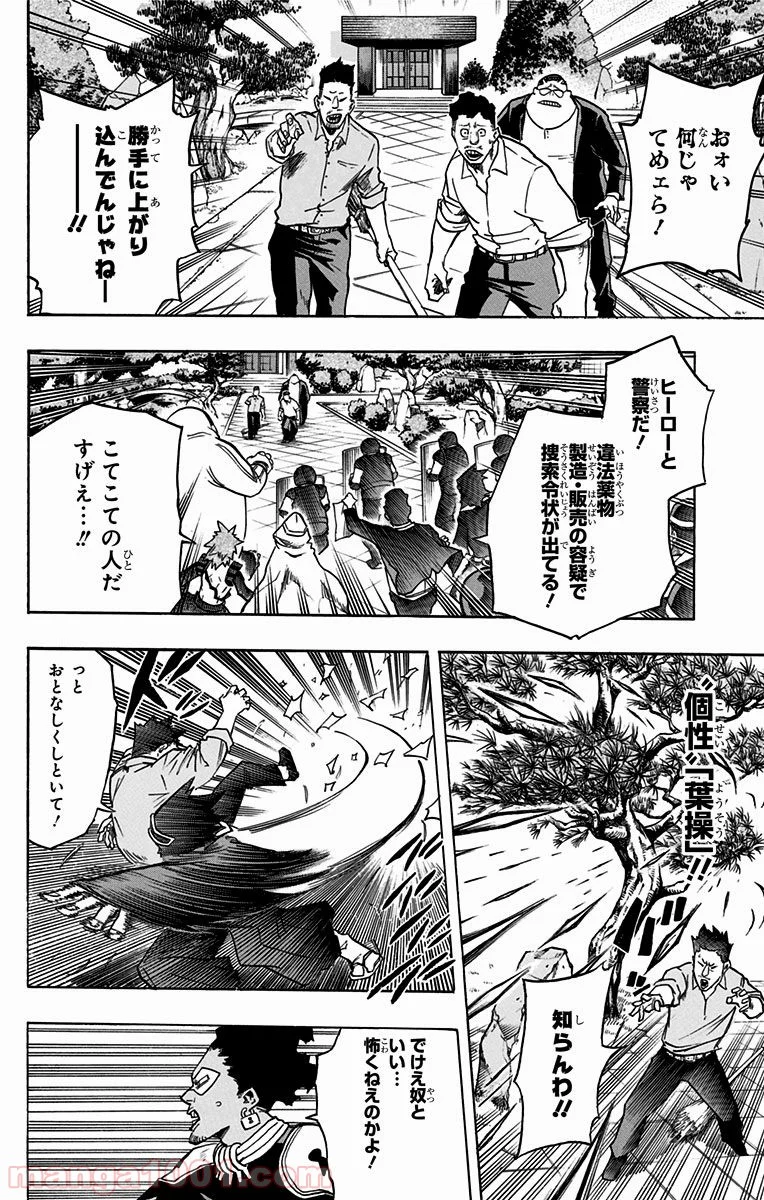 おォい
何じゃ
てめェら!
勝手に上がり
込んでんじゃねー
――!!
ヒーローと
警察だ!
違法薬物
製造・販売の容疑で
捜索令状が出てる!
こてこての人だ
すげえ…!!
〝個性〟「葉操」!!
知らんわ!!
っと
おとなしくしといて!
でけえ奴と
いい…
怖くねえのかよ!